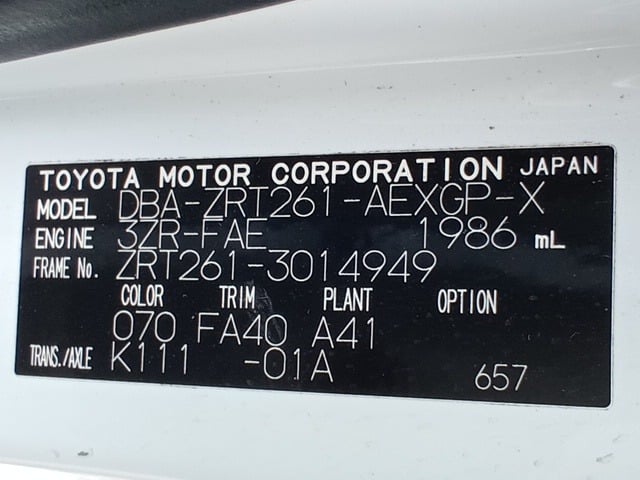 TOYOTA MOTOR CORPORATION JAPAN
MODEL DBA-ZRT261-AEXGP-X
ENGINE 3ZR-FAE 1986 mL
FRAME No. ZRT261-3014949
COLOR TRIM PLANT OPTION
070 FA40 A41
TRANS./AXLE K111 -01A 657